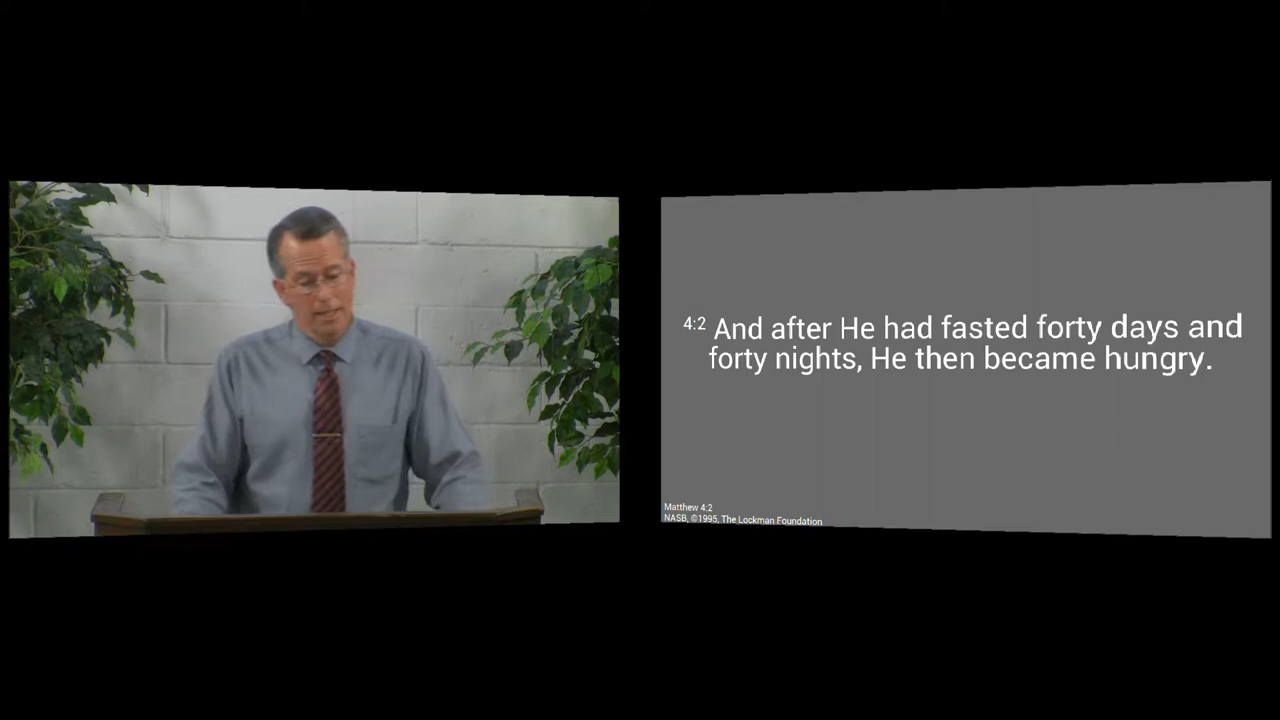 4:2 And after He had fasted forty days and
forty nights, He then became hungry.
Matthew 4:2
NASB, ©1995, The Lockman Foundation